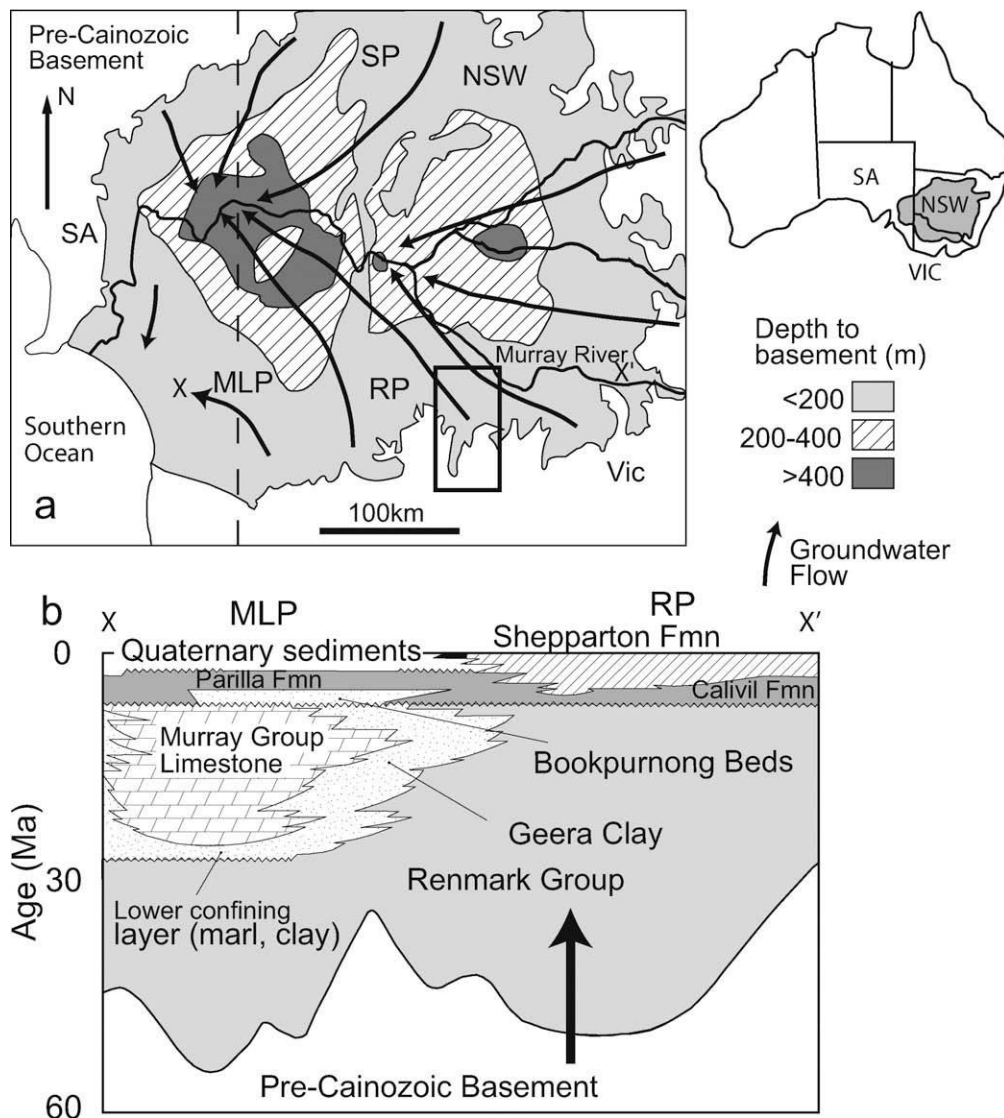 Pre-Cainozoic
Basement
N
SP
NSW
SA
Murray River
X'
X
MLP
RP
Southern
Ocean
Vic
a
100km
SA
NSW
VIC
Depth to
basement (m)
<200
200-400
>400
Groundwater
Flow
b
X
MLP
RP
X'
0
Quaternary sediments
Shepparton Fmn
Parilla Fmn
Calivil Fmn
Murray Group
Limestone
Bookpurnong Beds
Geera Clay
Age (Ma)
30
Renmark Group
Lower confining
layer (marl, clay)
Pre-Cainozoic Basement
60